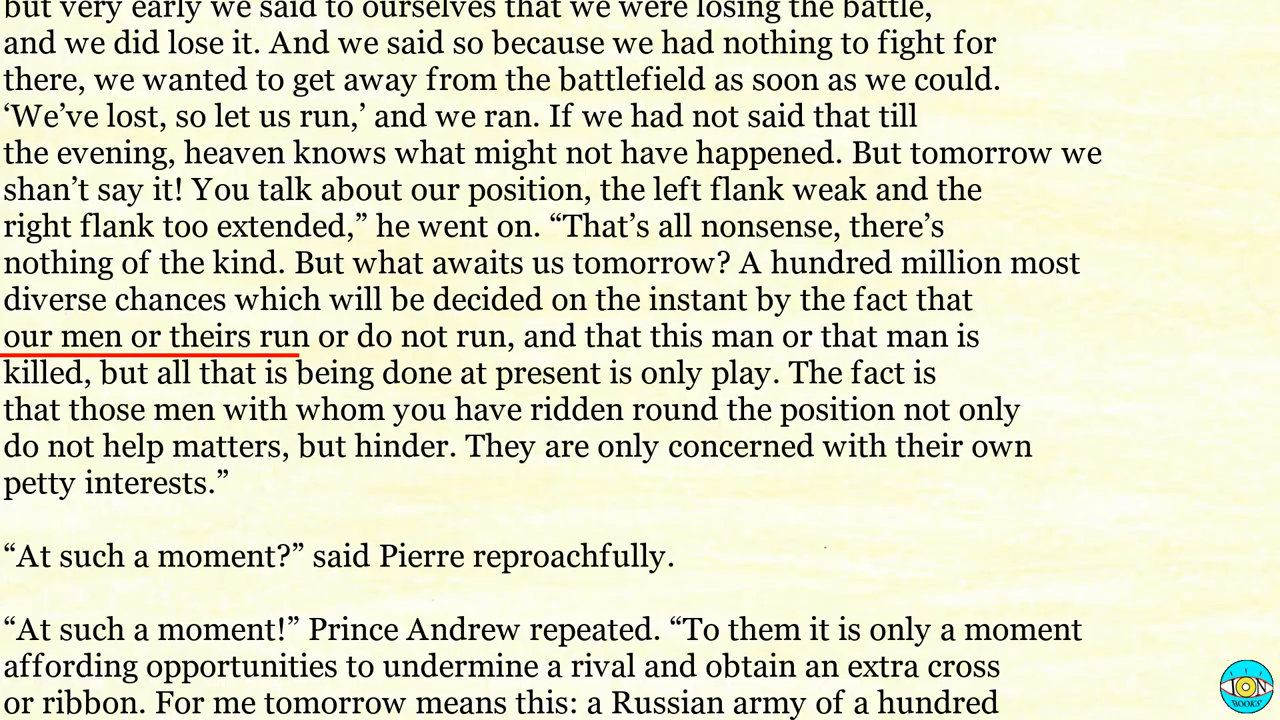 but very early we said to ourselves that we were losing the battle,
and we did lose it. And we said so because we had nothing to fight for
there, we wanted to get away from the battlefield as soon as we could.
‘We’ve lost, so let us run,’ and we ran. If we had not said that till
the evening, heaven knows what might not have happened. But tomorrow we
shan’t say it! You talk about our position, the left flank weak and the
right flank too extended,” he went on. “That’s all nonsense, there’s
nothing of the kind. But what awaits us tomorrow? A hundred million most
diverse chances which will be decided on the instant by the fact that
our men or theirs run or do not run, and that this man or that man is
killed, but all that is being done at present is only play. The fact is
that those men with whom you have ridden round the position not only
do not help matters, but hinder. They are only concerned with their own
petty interests.”
“At such a moment?” said Pierre reproachfully.
“At such a moment!” Prince Andrew repeated. “To them it is only a moment
affording opportunities to undermine a rival and obtain an extra cross
or ribbon. For me tomorrow means this: a Russian army of a hundred
ION
BOOKS